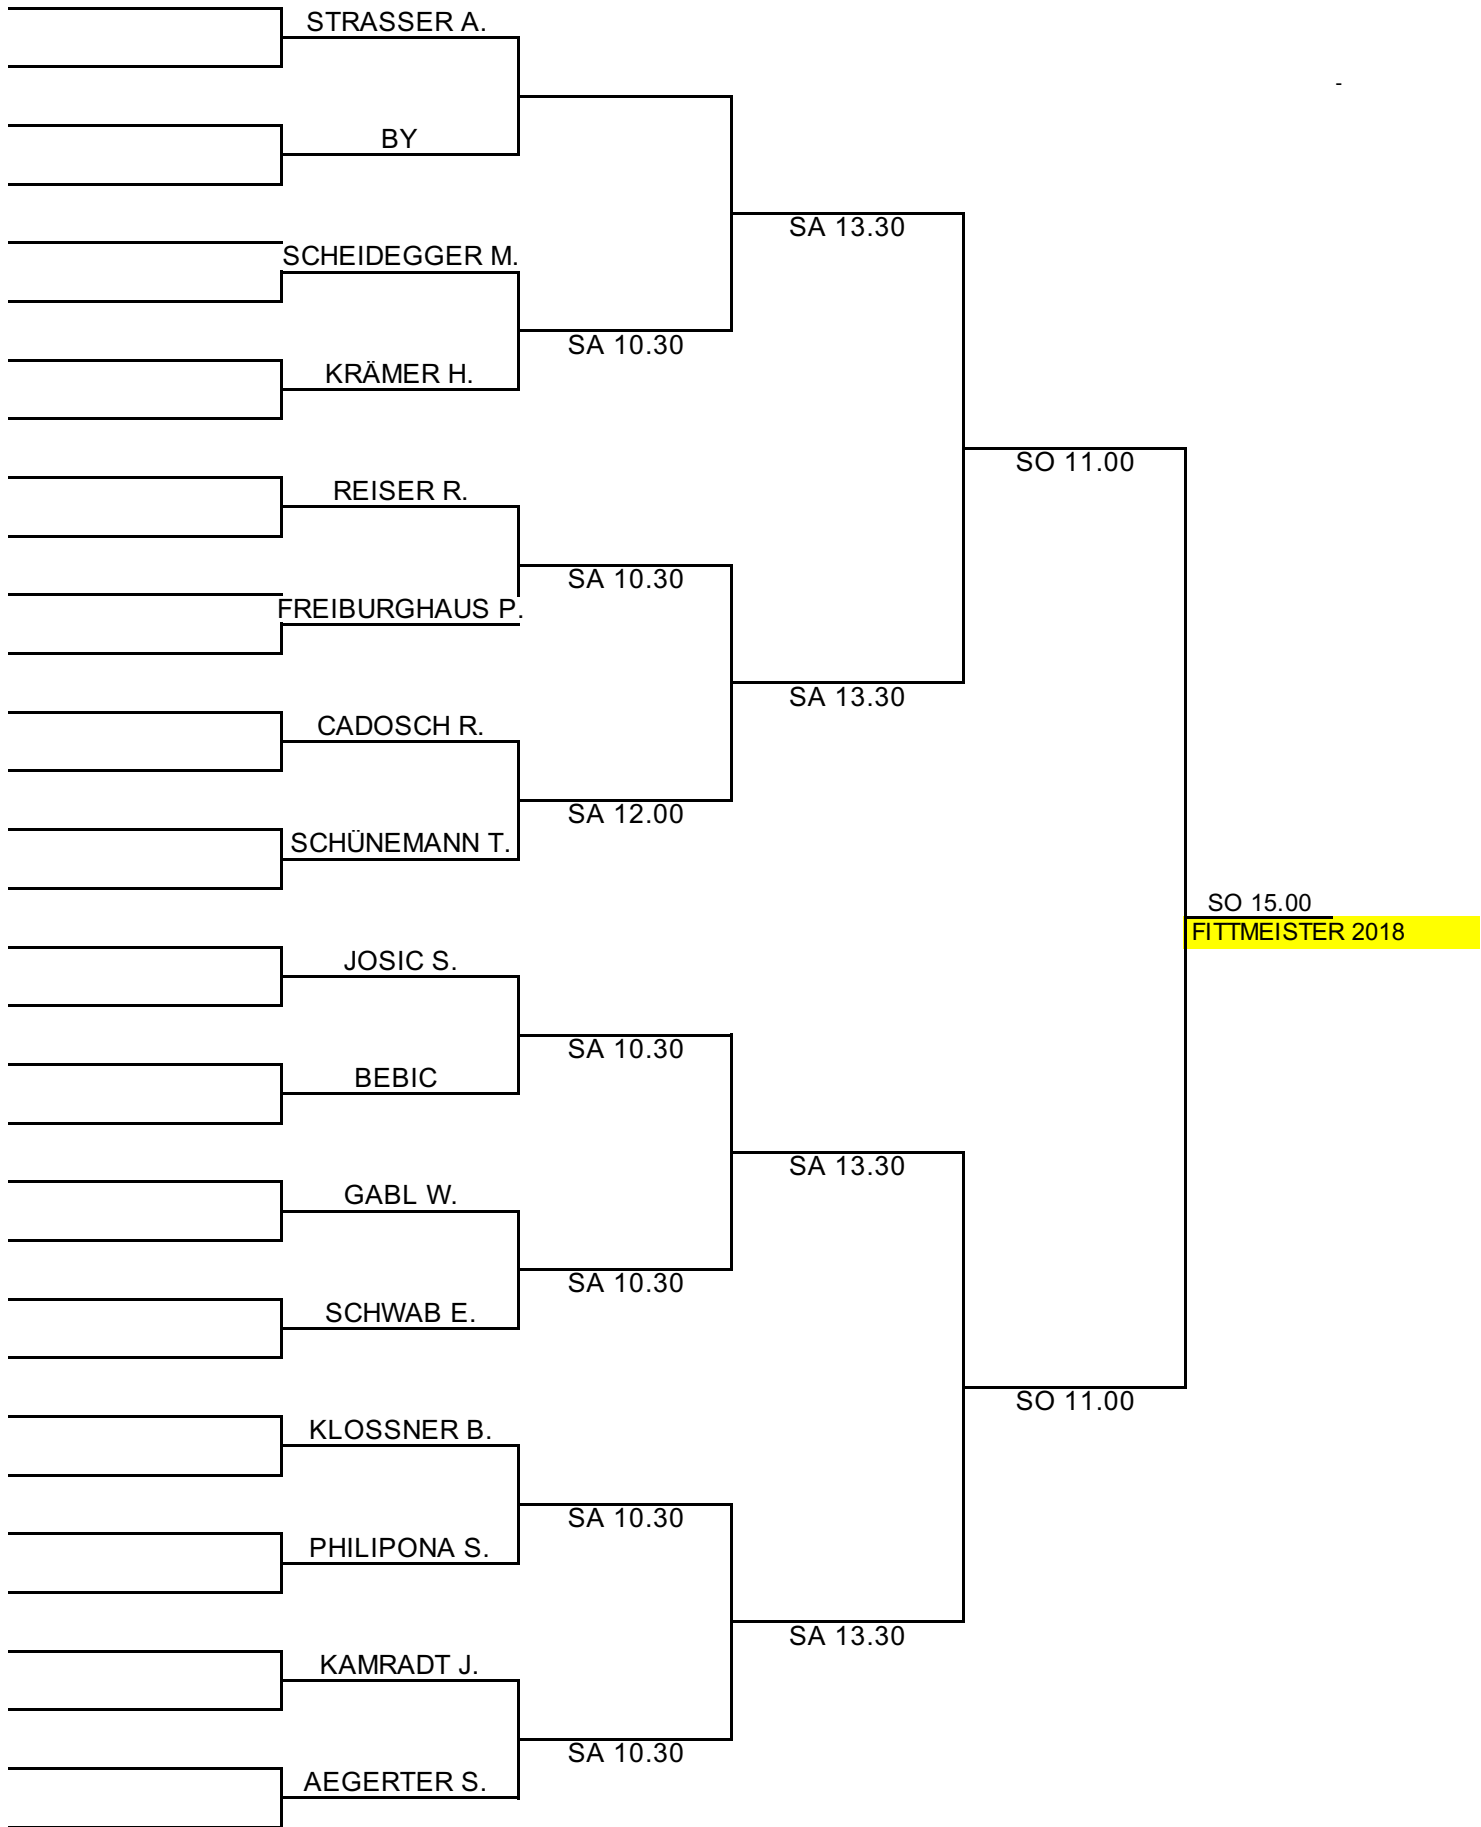 STRASSER A.
-
BY
SA 13.30
SCHEIDEGGER M.
SA 10.30
KRÄMER H.
SO 11.00
REISER R.
SA 10.30
FREIBURGHAUS P.
SA 13.30
CADOSCH R.
SA 12.00
SCHÜNEMANN T.
SO 15.00
FITTMEISTER 2018
JOSIC S.
SA 10.30
BEBIC
SA 13.30
GABL W.
SA 10.30
SCHWAB E.
SO 11.00
KLOSSNER B.
SA 10.30
PHILIPONA S.
SA 13.30
KAMRADT J.
SA 10.30
AEGERTER S.